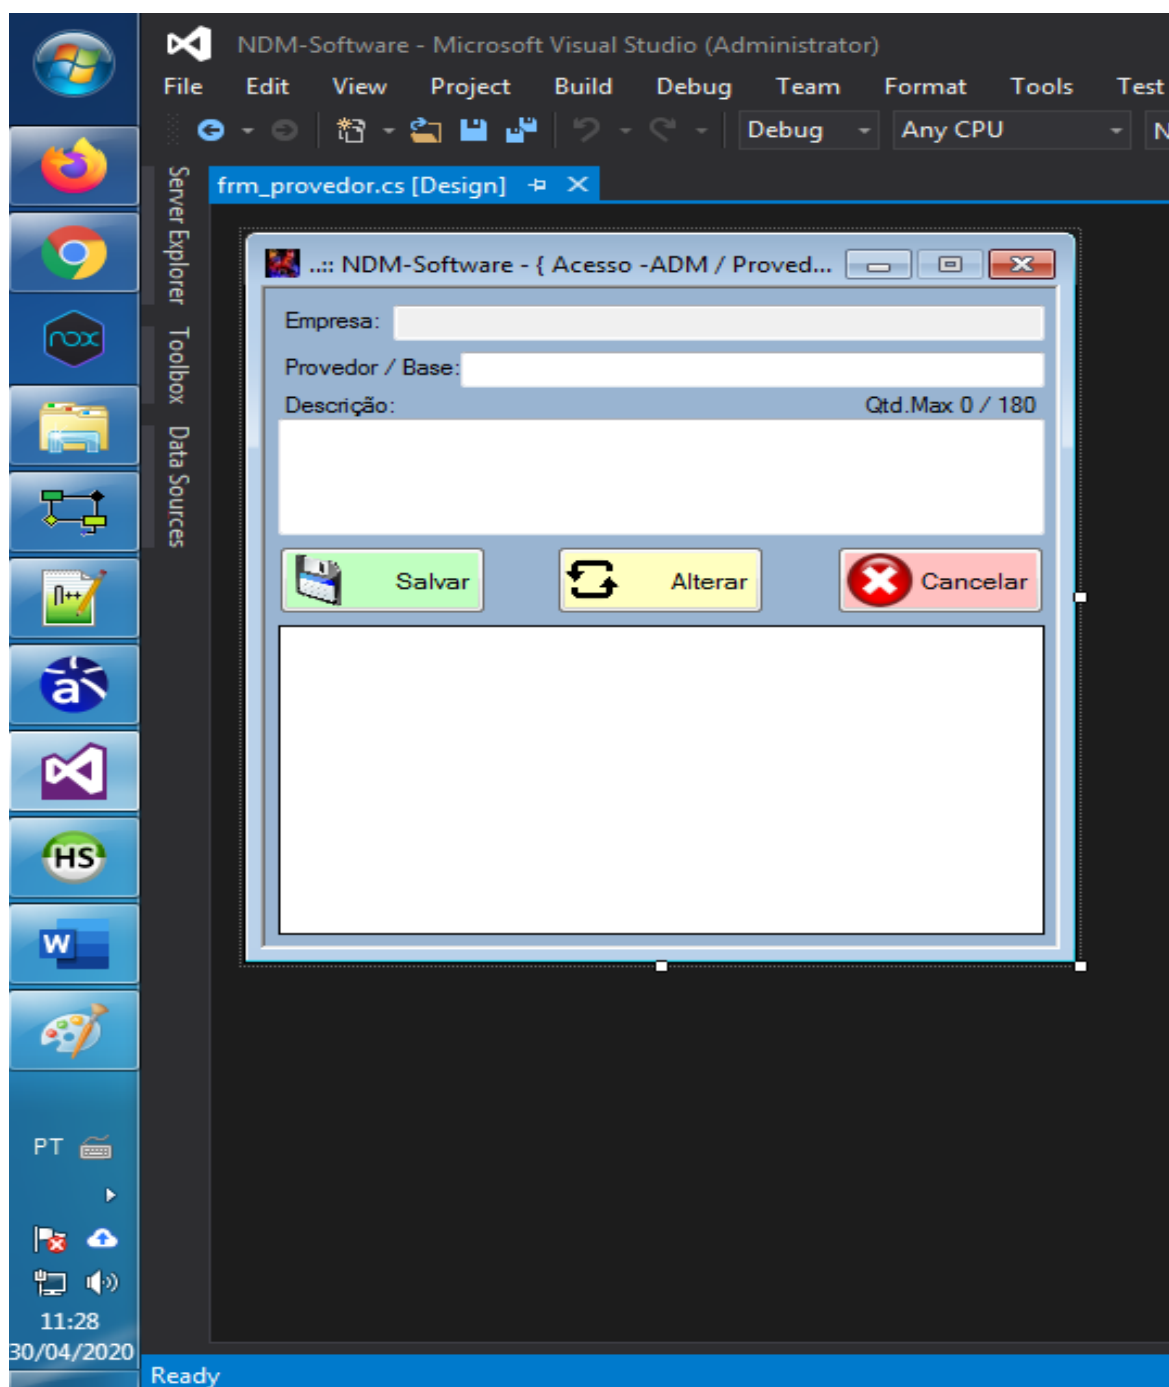 NDM-Software - Microsoft Visual Studio (Administrator)
File Edit View Project Build Debug Team Format Tools Test
Debug Any CPU N
frm_provedor.cs [Design]
Server Explorer
Toolbox
Data Sources
..:: NDM-Software - { Acesso -ADM / Proved...
Empresa:
Provedor / Base:
Descrição: Qtd.Max 0 / 180
Salvar Alterar Cancelar
nox
n++
a
HS
W
PT
11:28
30/04/2020
Ready